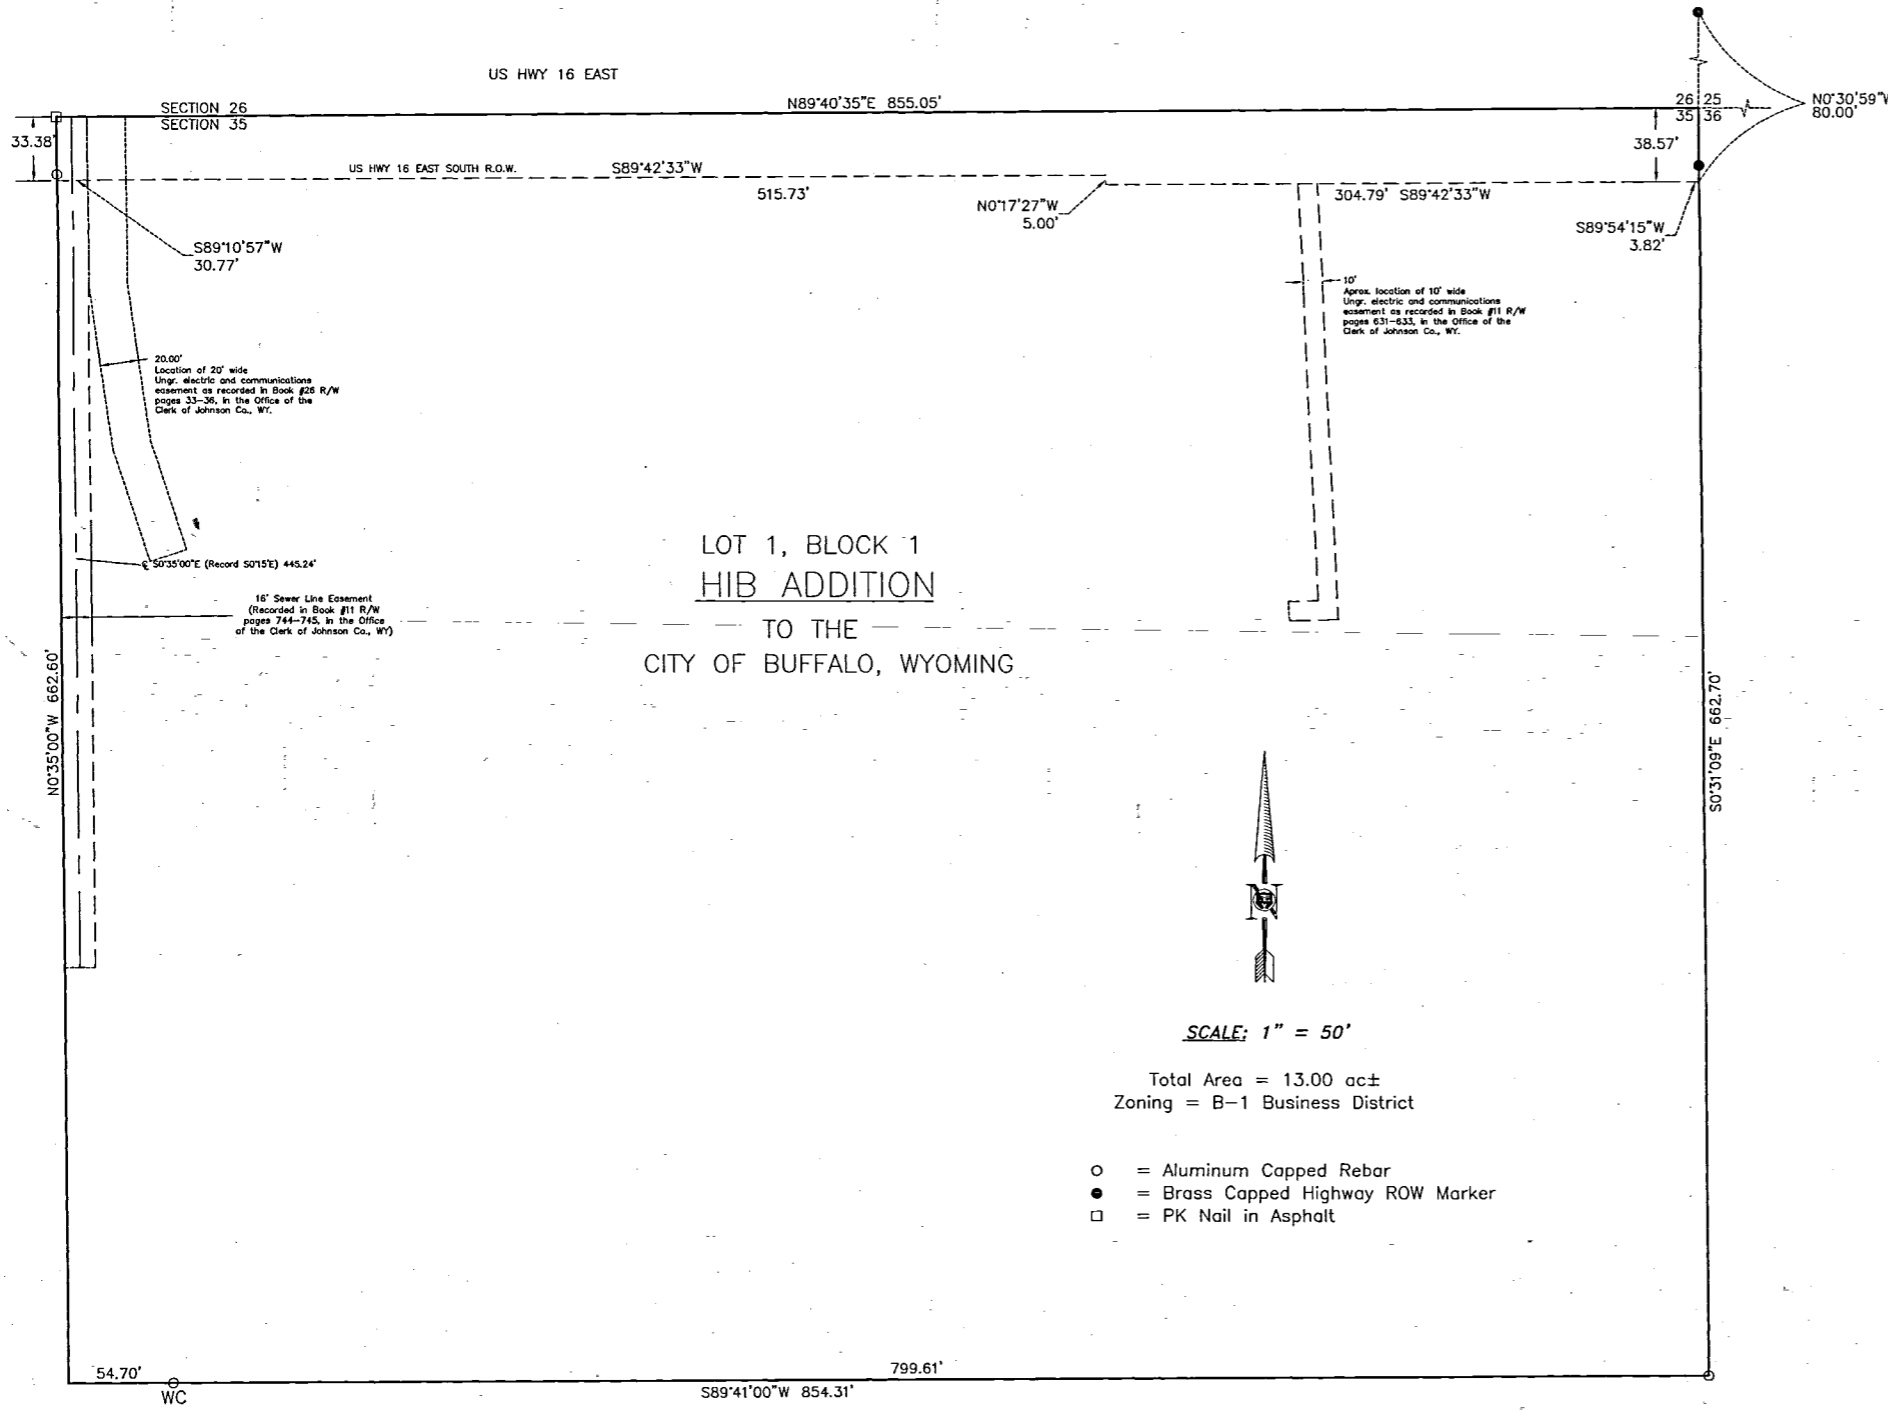 US HWY 16 EAST
SECTION 26
SECTION 35
N89°40'35"E 855.05'
26 25
35 36
N0°30'59"W
80.00'
33.38'
38.57'
US HWY 16 EAST SOUTH R.O.W.
S89°42'33"W
515.73'
N0°17'27"W
5.00'
304.79' S89°42'33"W
S89°54'15"W
3.82'
S89°10'57"W
30.77'
10'
Aprox. location of 10' wide
Ungr. electric and communications
easement as recorded in Book #11 R/W
pages 631-633, in the Office of the
Clerk of Johnson Co., WY.
20.00'
Location of 20' wide
Ungr. electric and communications
easement as recorded in Book #26 R/W
pages 33-36, in the Office of the
Clerk of Johnson Co., WY.
℄ S0°35'00"E (Record S0°15'E) 445.24'
16' Sewer Line Easement
(Recorded in Book #11 R/W
pages 744-745, in the Office
of the Clerk of Johnson Co., WY)
LOT 1, BLOCK 1
HIB ADDITION
TO THE
CITY OF BUFFALO, WYOMING
N0°35'00"W 662.60'
S0°31'09"E 662.70'
SCALE: 1" = 50'
Total Area = 13.00 ac±
Zoning = B-1 Business District
= Aluminum Capped Rebar
= Brass Capped Highway ROW Marker
= PK Nail in Asphalt
54.70'
WC
799.61'
S89°41'00"W 854.31'